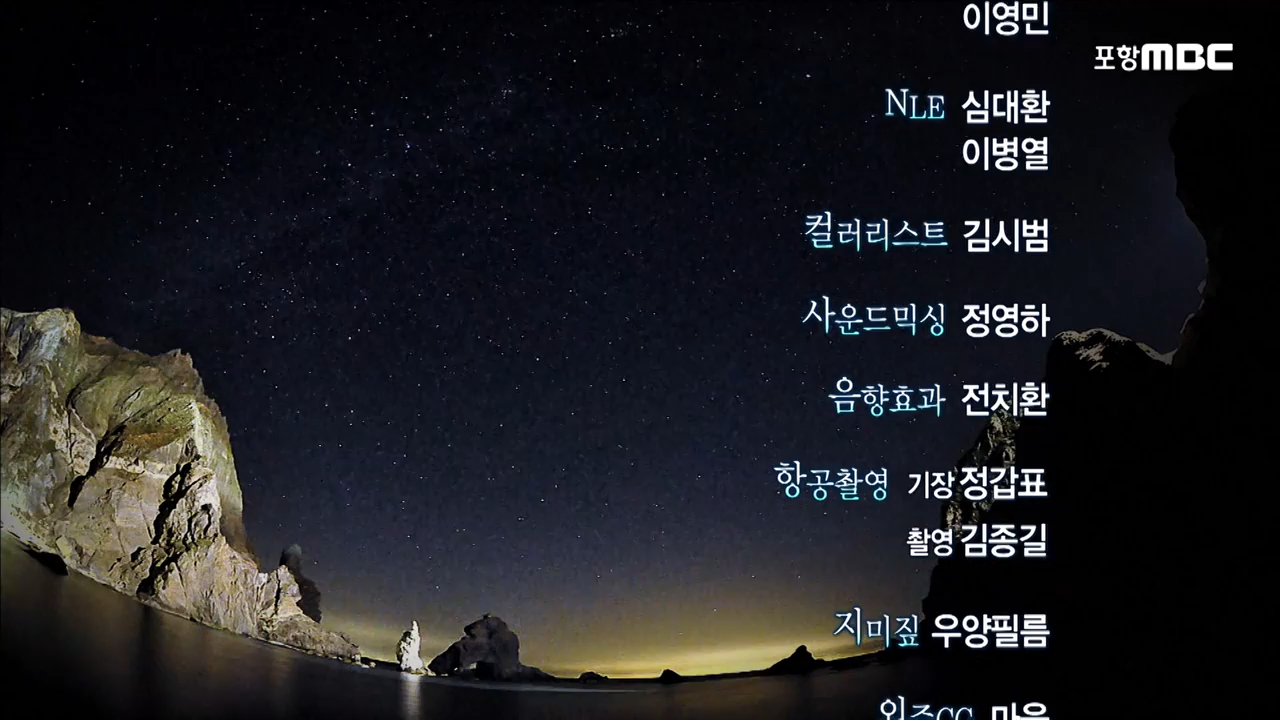 이영민
포항MBC
NLE 심대환
이병열
컬러리스트 김시범
사운드믹싱 정영하
음향효과 전치환
항공촬영 기장 정갑표
촬영 김종길
지미짚 우양필름